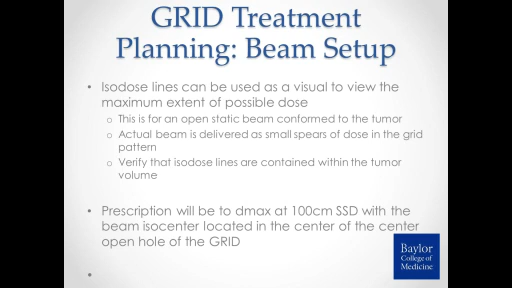 GRID Treatment
Planning: Beam Setup
• Isodose lines can be used as a visual to view the
maximum extent of possible dose
o This is for an open static beam conformed to the tumor
o Actual beam is delivered as small spears of dose in the grid
pattern
o Verify that isodose lines are contained within the tumor
volume
• Prescription will be to dmax at 100cm SSD with the
beam isocenter located in the center of the center
open hole of the GRID
•
Baylor
College of
Medicine